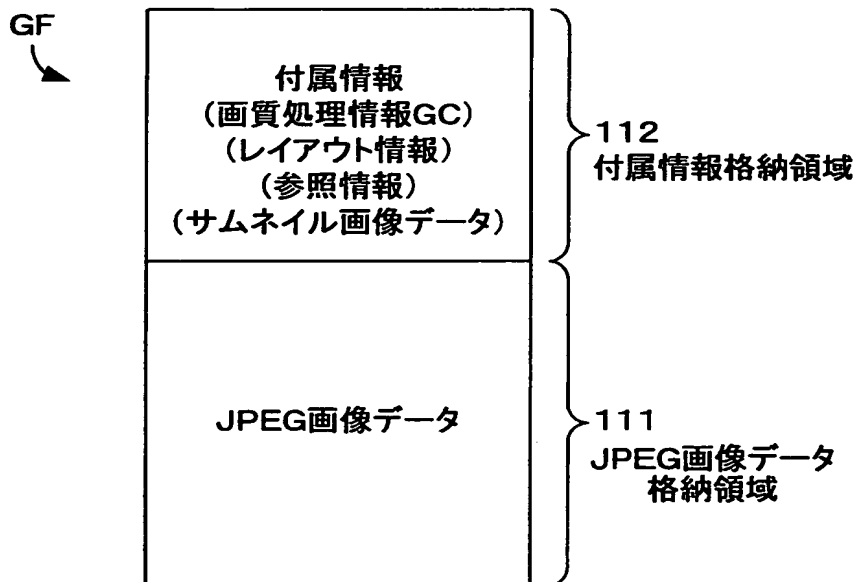 GF
付属情報
(画質処理情報GC)
(レイアウト情報)
(参照情報)
(サムネイル画像データ)
112
付属情報格納領域
JPEG画像データ
111
JPEG画像データ
格納領域